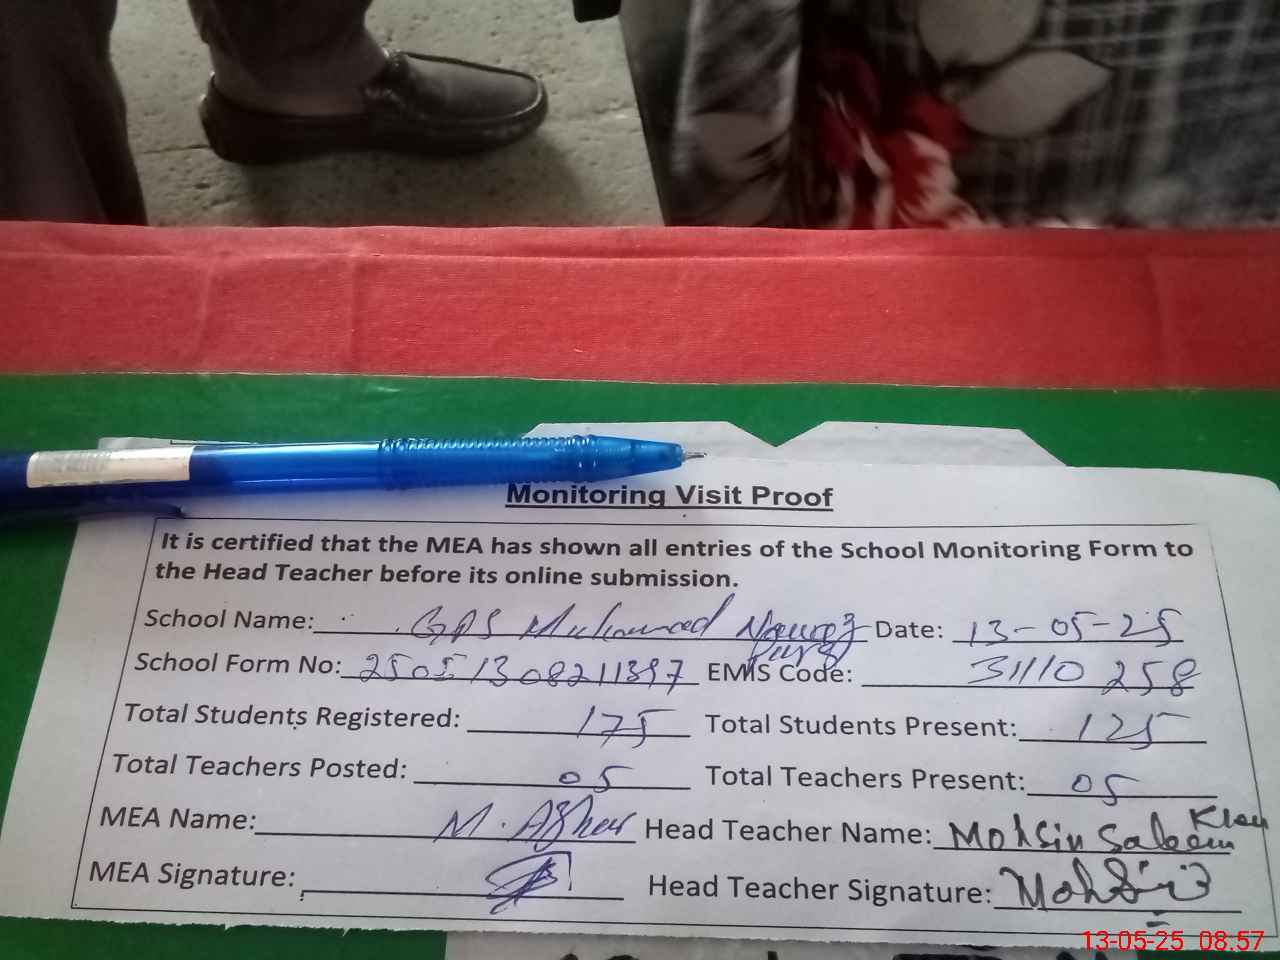 Monitoring Visit Proof
It is certified that the MEA has shown all entries of the School Monitoring Form to
the Head Teacher before its online submission.
School Name: GPS Muhammad Date: 13-05-25
School Form No: EMIS Code: 31110258
Total Students Registered: 175 Total Students Present: 125
Total Teachers Posted: 05 Total Teachers Present: 05
MEA Name: M. Head Teacher Name: Mohsin Saleem Khan
MEA Signature: Head Teacher Signature: Mohsin
13-05-25 08.57